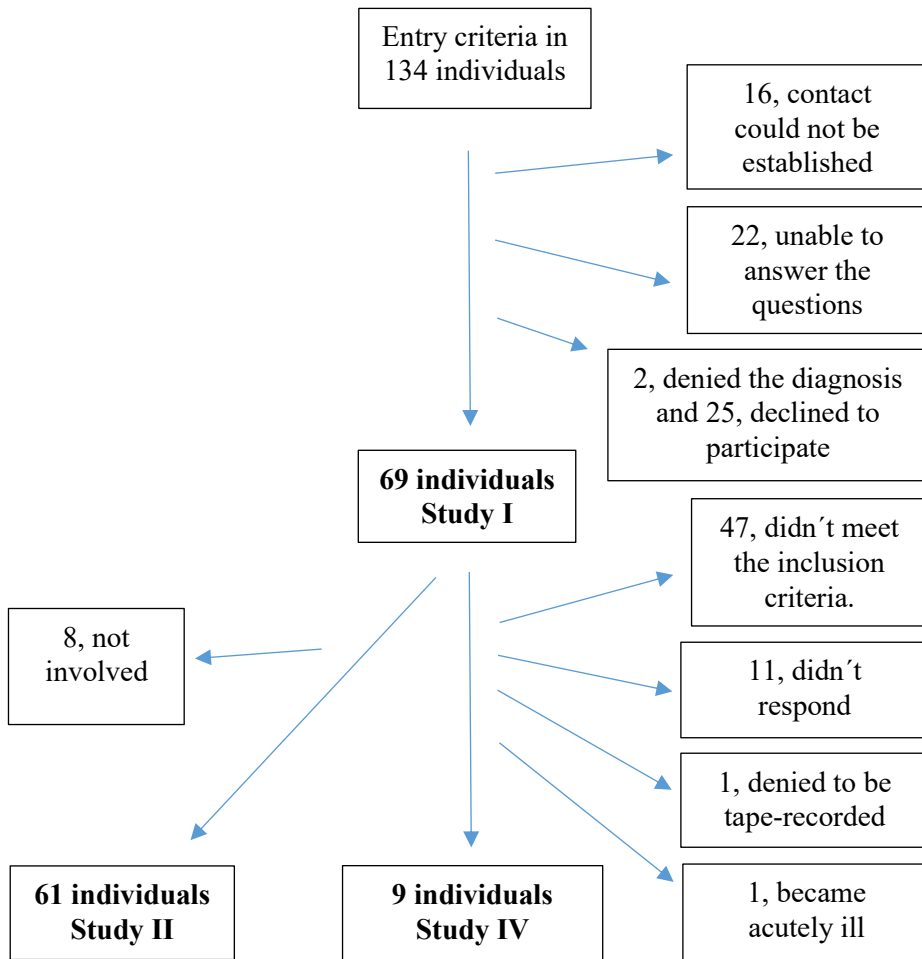 Entry criteria in
134 individuals
16, contact
could not be
established
22, unable to
answer the
questions
2, denied the diagnosis
and 25, declined to
participate
69 individuals
Study I
47, didn´t meet
the inclusion
criteria.
8, not
involved
11, didn´t
respond
1, denied to be
tape-recorded
61 individuals
Study II
9 individuals
Study IV
1, became
acutely ill